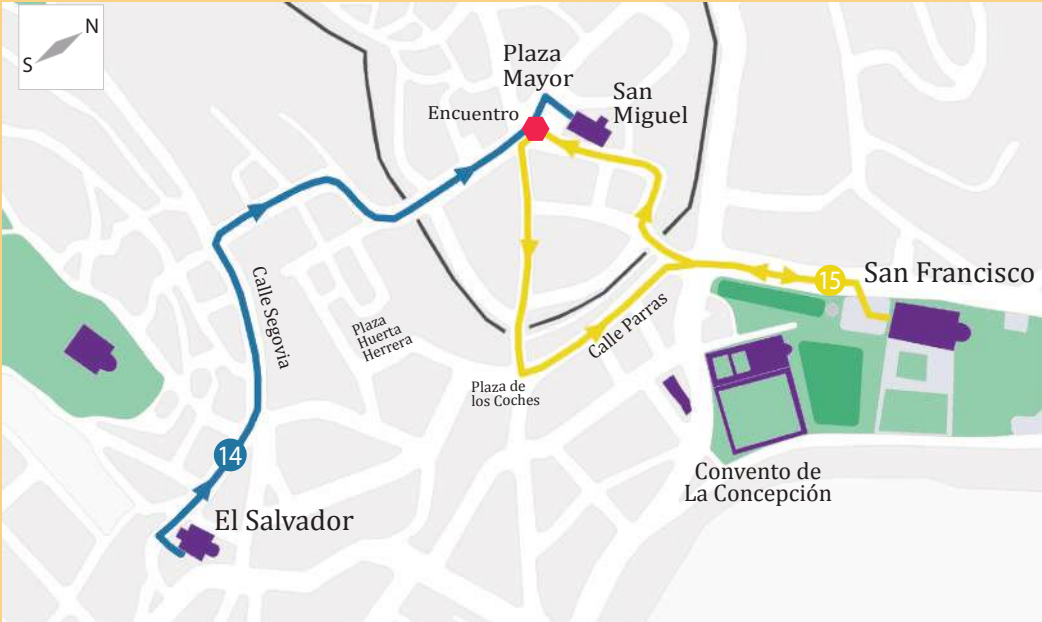 N
S
Plaza
Mayor
San
Miguel
Encuentro
Calle Segovia
Plaza
Huerta
Herrera
Calle Parras
15
San Francisco
Plaza de
los Coches
14
Convento de
La Concepción
El Salvador